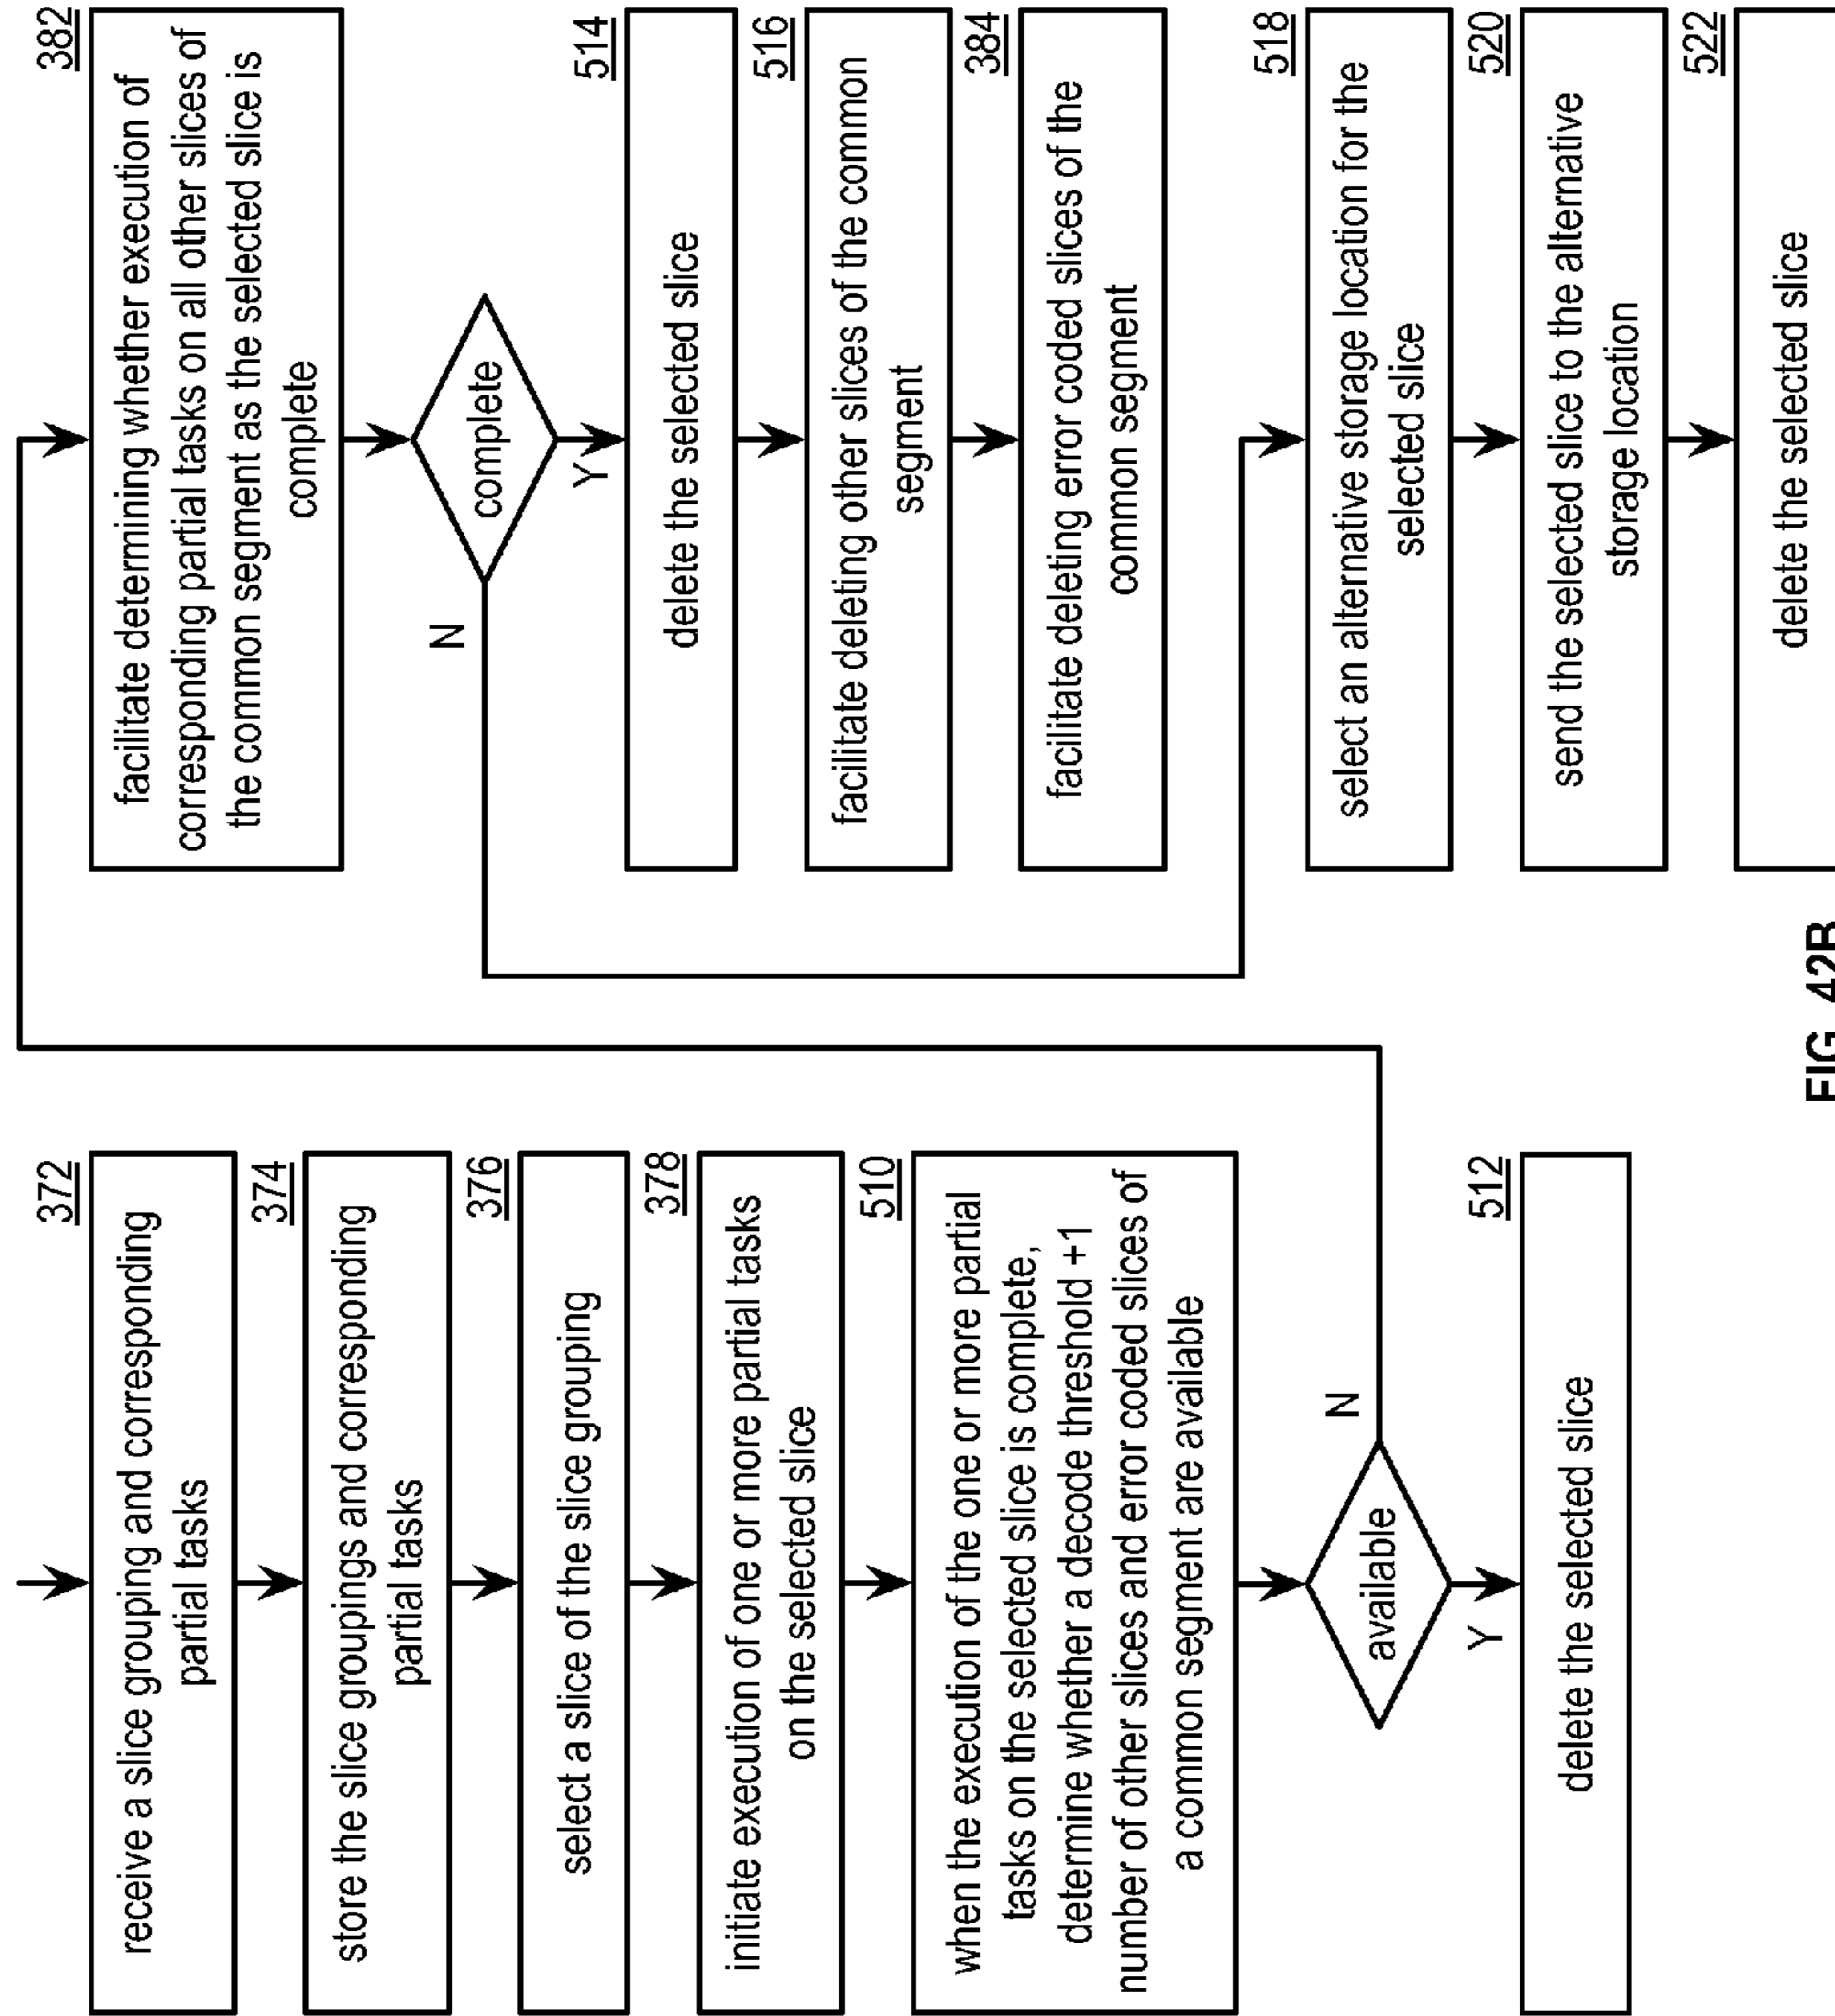 372
receive a slice grouping and corresponding
partial tasks
374
store the slice groupings and corresponding
partial tasks
376
select a slice of the slice grouping
378
initiate execution of one or more partial tasks
on the selected slice
510
when the execution of the one or more partial
tasks on the selected slice is complete,
determine whether a decode threshold +1
number of other slices and error coded slices of
a common segment are available
available
N
Y
512
delete the selected slice
382
facilitate determining whether execution of
corresponding partial tasks on all other slices of
the common segment as the selected slice is
complete
complete
N
Y
514
delete the selected slice
516
facilitate deleting other slices of the common
segment
384
facilitate deleting error coded slices of the
common segment
518
select an alternative storage location for the
selected slice
520
send the selected slice to the alternative
storage location
522
delete the selected slice
FIG. 42B